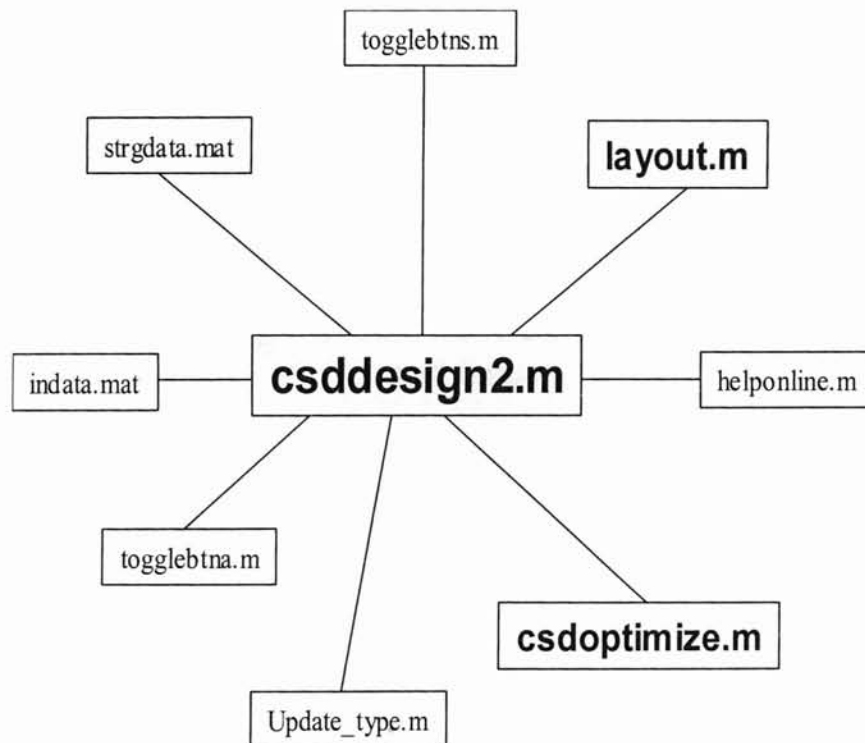 togglebtns.m
strgdata.mat
layout.m
csddesign2.m
indata.mat
helponline.m
togglebtna.m
csdoptimize.m
Update_type.m